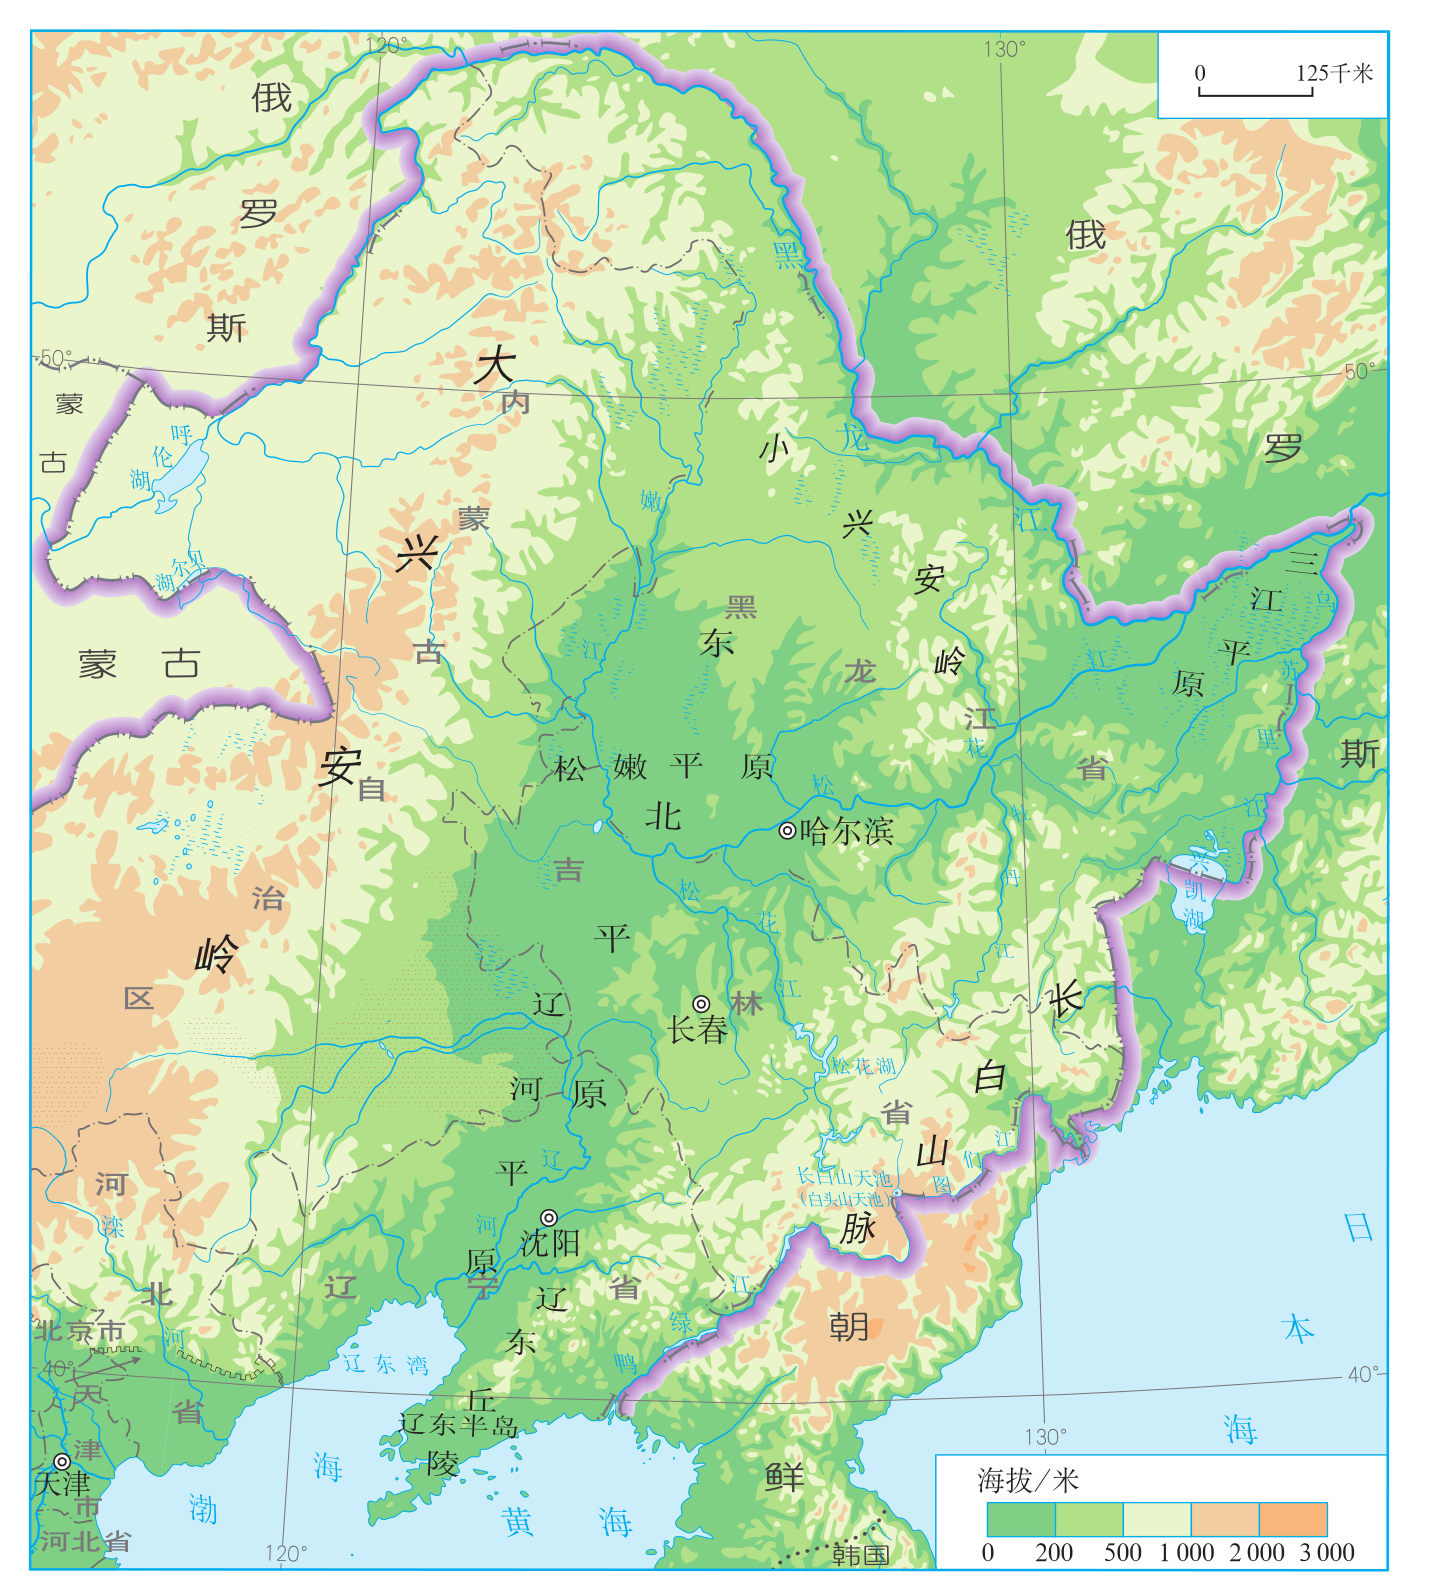 120°
130°
0 125千米
俄
罗
斯
俄
罗
斯
50°
50°
蒙
古
蒙 古
呼
伦
湖
贝
尔
湖
黑
龙
江
大
兴
安
岭
内
蒙
古
自
治
区
小
兴
安
岭
嫩
江
黑
龙
江
省
东
北
平
原
三
江
平
原
乌
苏
里
江
江
花
松
松 嫩 平 原
哈尔滨
牡
丹
江
兴
凯
湖
吉
林
省
松
花
江
长春
松花湖
长
白
山
脉
长白山天池
(白头山天池)
图
们
江
辽
河
平
原
辽
河
沈阳
辽
宁
省
辽
东
丘
陵
辽东半岛
鸭
绿
江
河
北
省
滦
河
北京市
40°
40°
天
津
市
天津
河北省
辽东湾
渤
海
黄 海
日
本
海
朝
鲜
韩国
120°
130°
海拔/米
0 200 500 1 000 2 000 3 000